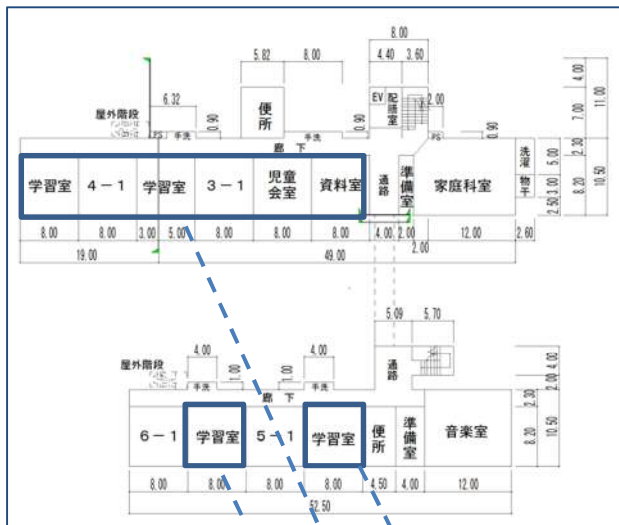 8.00
5.82 8.00 4.40 3.60
4.00
6.32 便所 EV 配膳室 2.00 7.00 11.00
屋外階段 0.90 0.90 0.90
PS 手洗 手洗 PS
廊下 洗濯 2.30
学習室 4-1 学習室 3-1 児童会室 資料室 通路 準備室 家庭科室 物干 5.00 3.00 2.50 8.20 10.50
8.00 8.00 3.00 5.00 8.00 8.00 8.00 4.00 2.00 12.00 2.60
19.00 49.00 2.00
5.09 5.70
4.00 4.00
屋外階段 1.00 1.00 通路 4.00
手洗 手洗 2.00
廊下 2.30
6-1 学習室 5-1 学習室 便所 準備室 音楽室 8.20 10.50
8.00 8.00 8.00 8.00 4.50 4.00 12.00
52.50